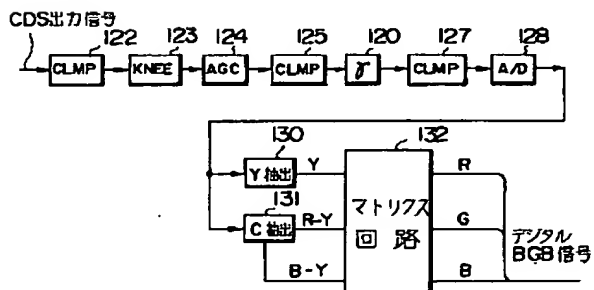 CDS出力信号
122 123 124 125 120 127 128
CLMP KNEE AGC CLMP γ CLMP A/D
130 132
Y抽出 Y R
131
C抽出 R-Y マトリクス G
回路 デジタル
BGB信号
B-Y B